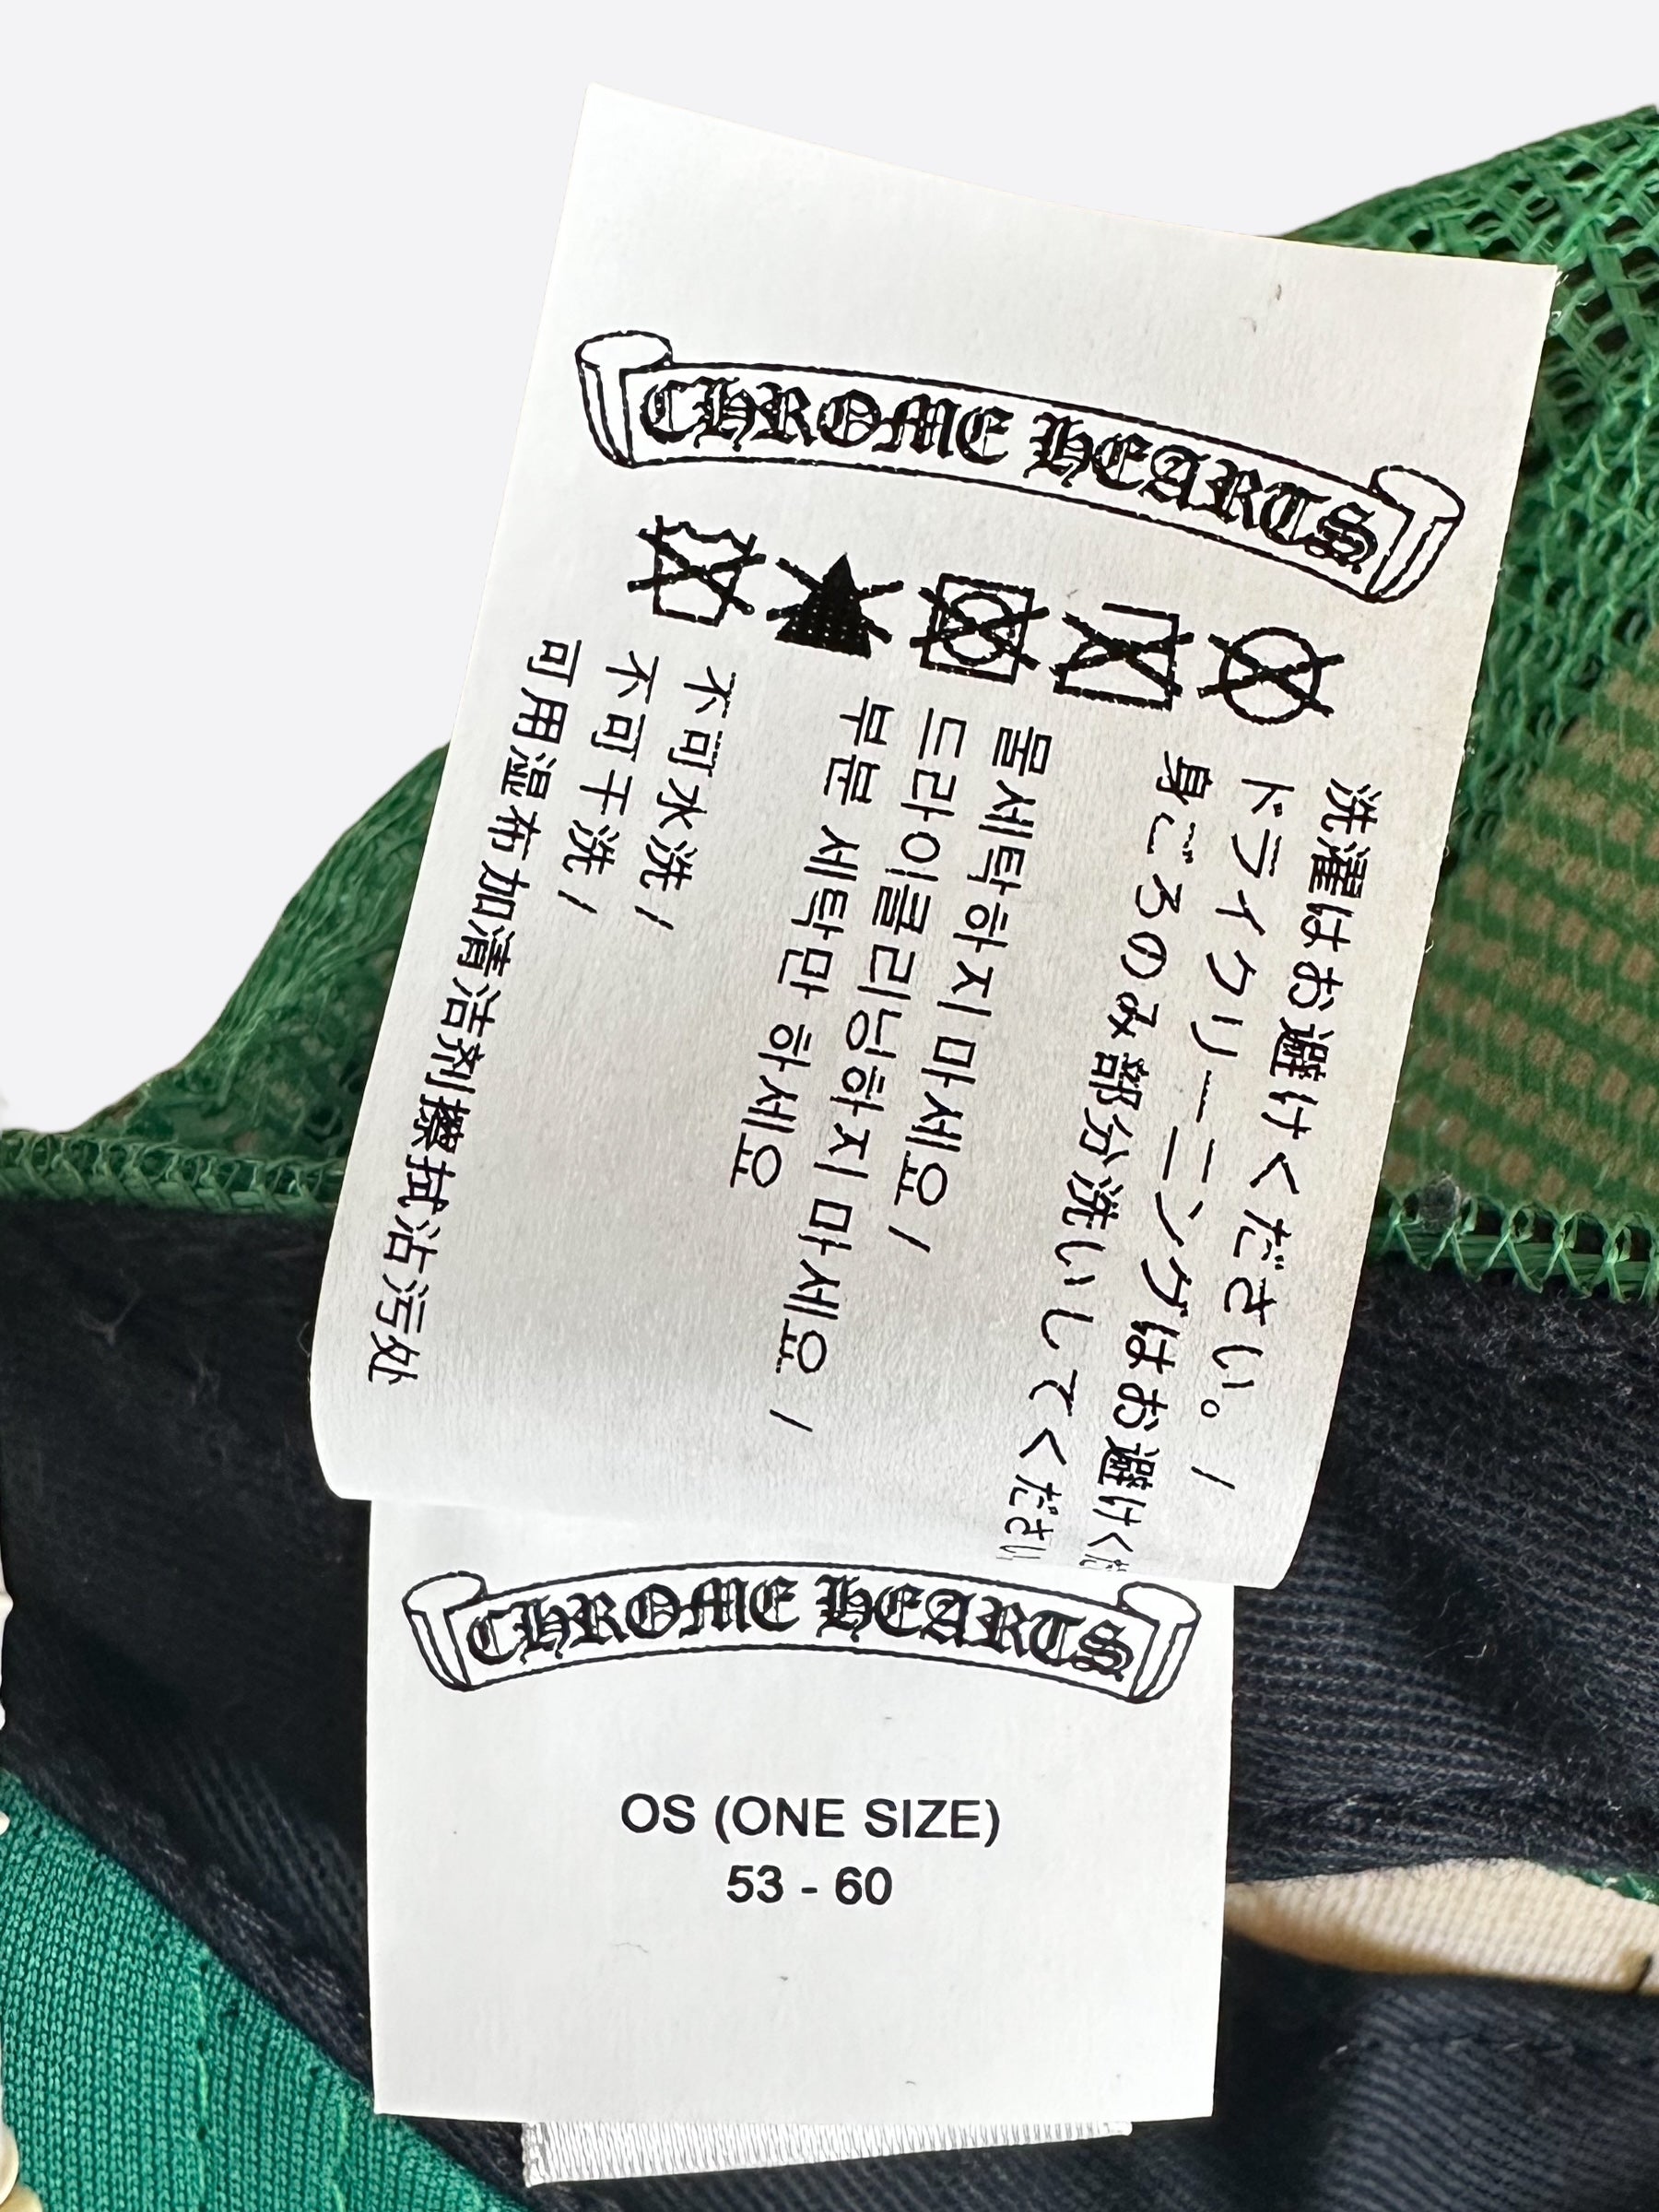 CHROME HEARTS
洗濯はお避けください。 /
ドライクリーニングはお避けくだ
身ごろのみ部分洗いしてください
물세탁하지 마세요 /
드라이클리닝하지 마세요 /
부분 세탁만 하세요
不可水洗 /
不可干洗 /
可用湿布加清洁剂擦拭沾污处
CHROME HEARTS
OS (ONE SIZE)
53 - 60